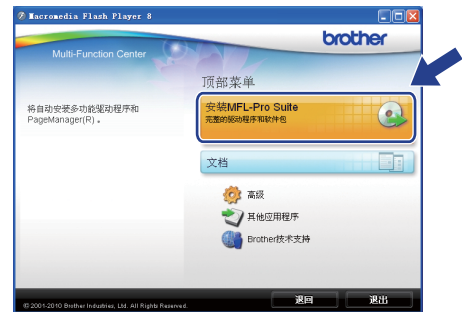 Macromedia Flash Player 8
brother
Multi-Function Center
顶部菜单
将自动安装多功能驱动程序和
PageManager(R) 。
安装MFL-Pro Suite
完整的驱动程序和软件包
文档
高级
其他应用程序
Brother技术支持
© 2001-2010 Brother Industries, Ltd. All Rights Reserved.
退回
退出